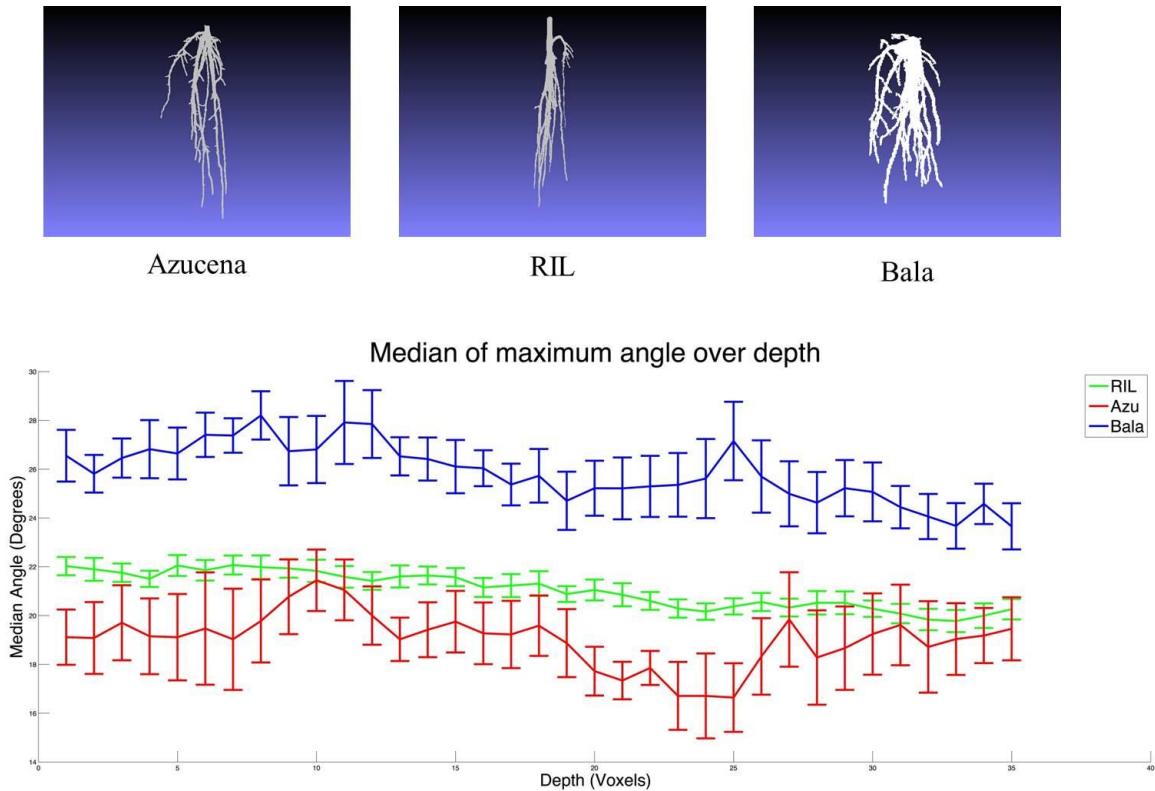 Azucena
RIL
Bala
Median of maximum angle over depth
Median Angle (Degrees)
30
28
26
24
22
20
18
16
14
RIL
Azu
Bala
0
5
10
15
20
25
30
35
40
Depth (Voxels)